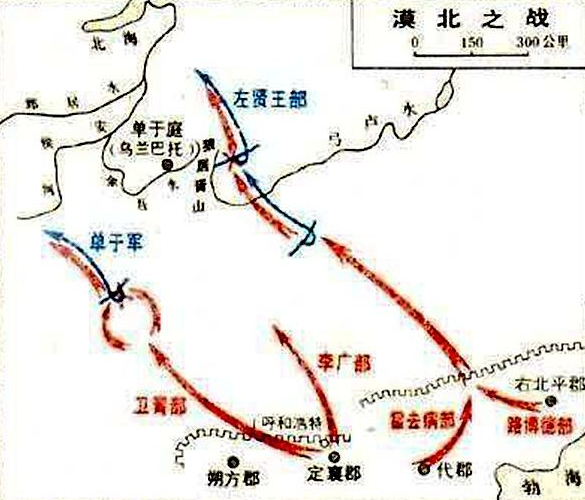 漠北之战
0 150 300公里
北海
郅居水
安侯河
单于庭
(乌兰巴托)
余吾水
狼居胥山
左贤王部
弓卢水
单于军
李广部
卫青部
呼和浩特
霍去病部
右北平郡
路博德部
朔方郡
定襄郡
代郡
渤海